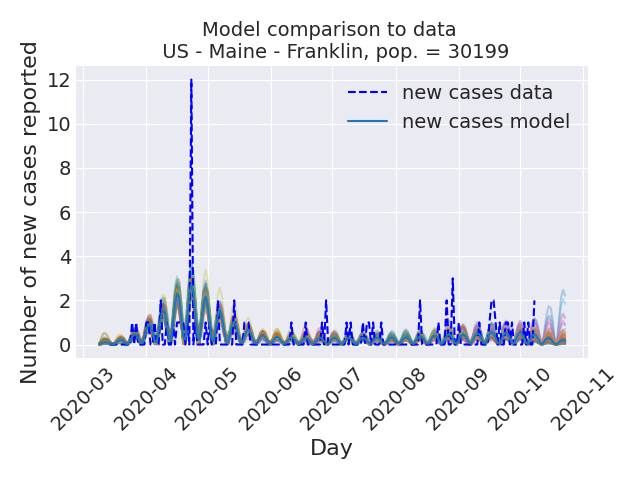 Model comparison to data
US - Maine - Franklin, pop. = 30199
Number of new cases reported
12
10
8
6
4
2
0
new cases data
new cases model
2020-03
2020-04
2020-05
2020-06
2020-07
2020-08
2020-09
2020-10
2020-11
Day